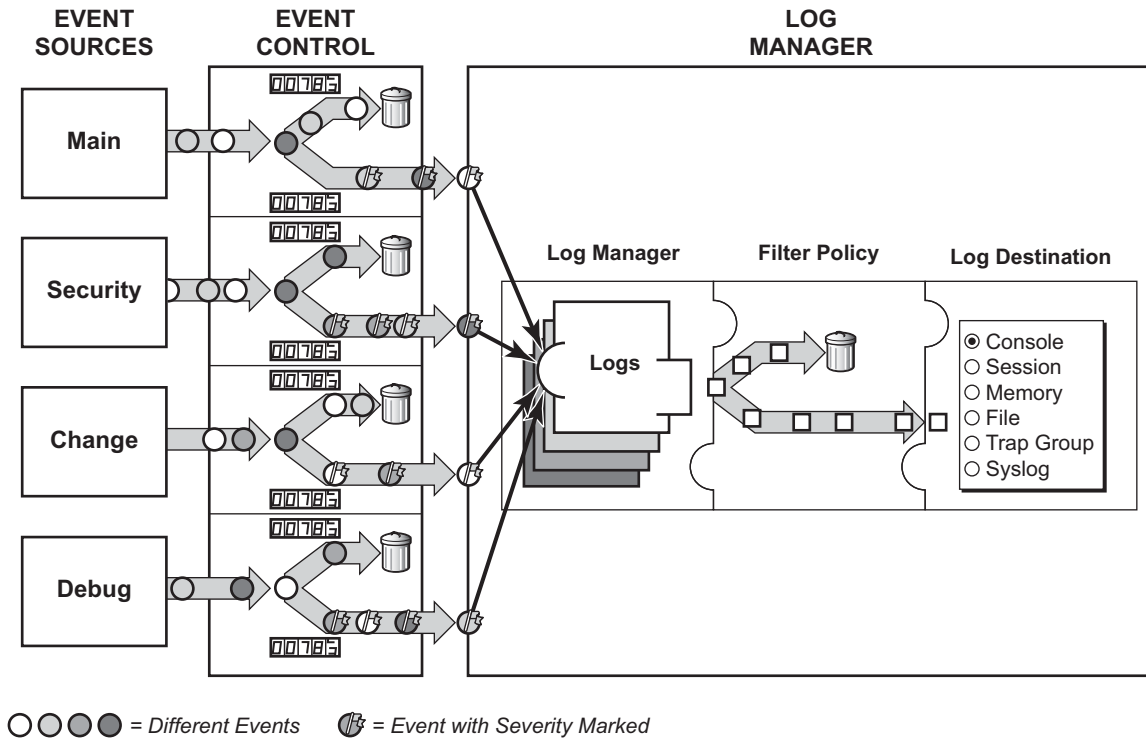 EVENT
SOURCES
EVENT
CONTROL
LOG
MANAGER
Main
Security
Change
Debug
Log Manager
Filter Policy
Log Destination
Logs
Console
Session
Memory
File
Trap Group
Syslog
= Different Events
= Event with Severity Marked